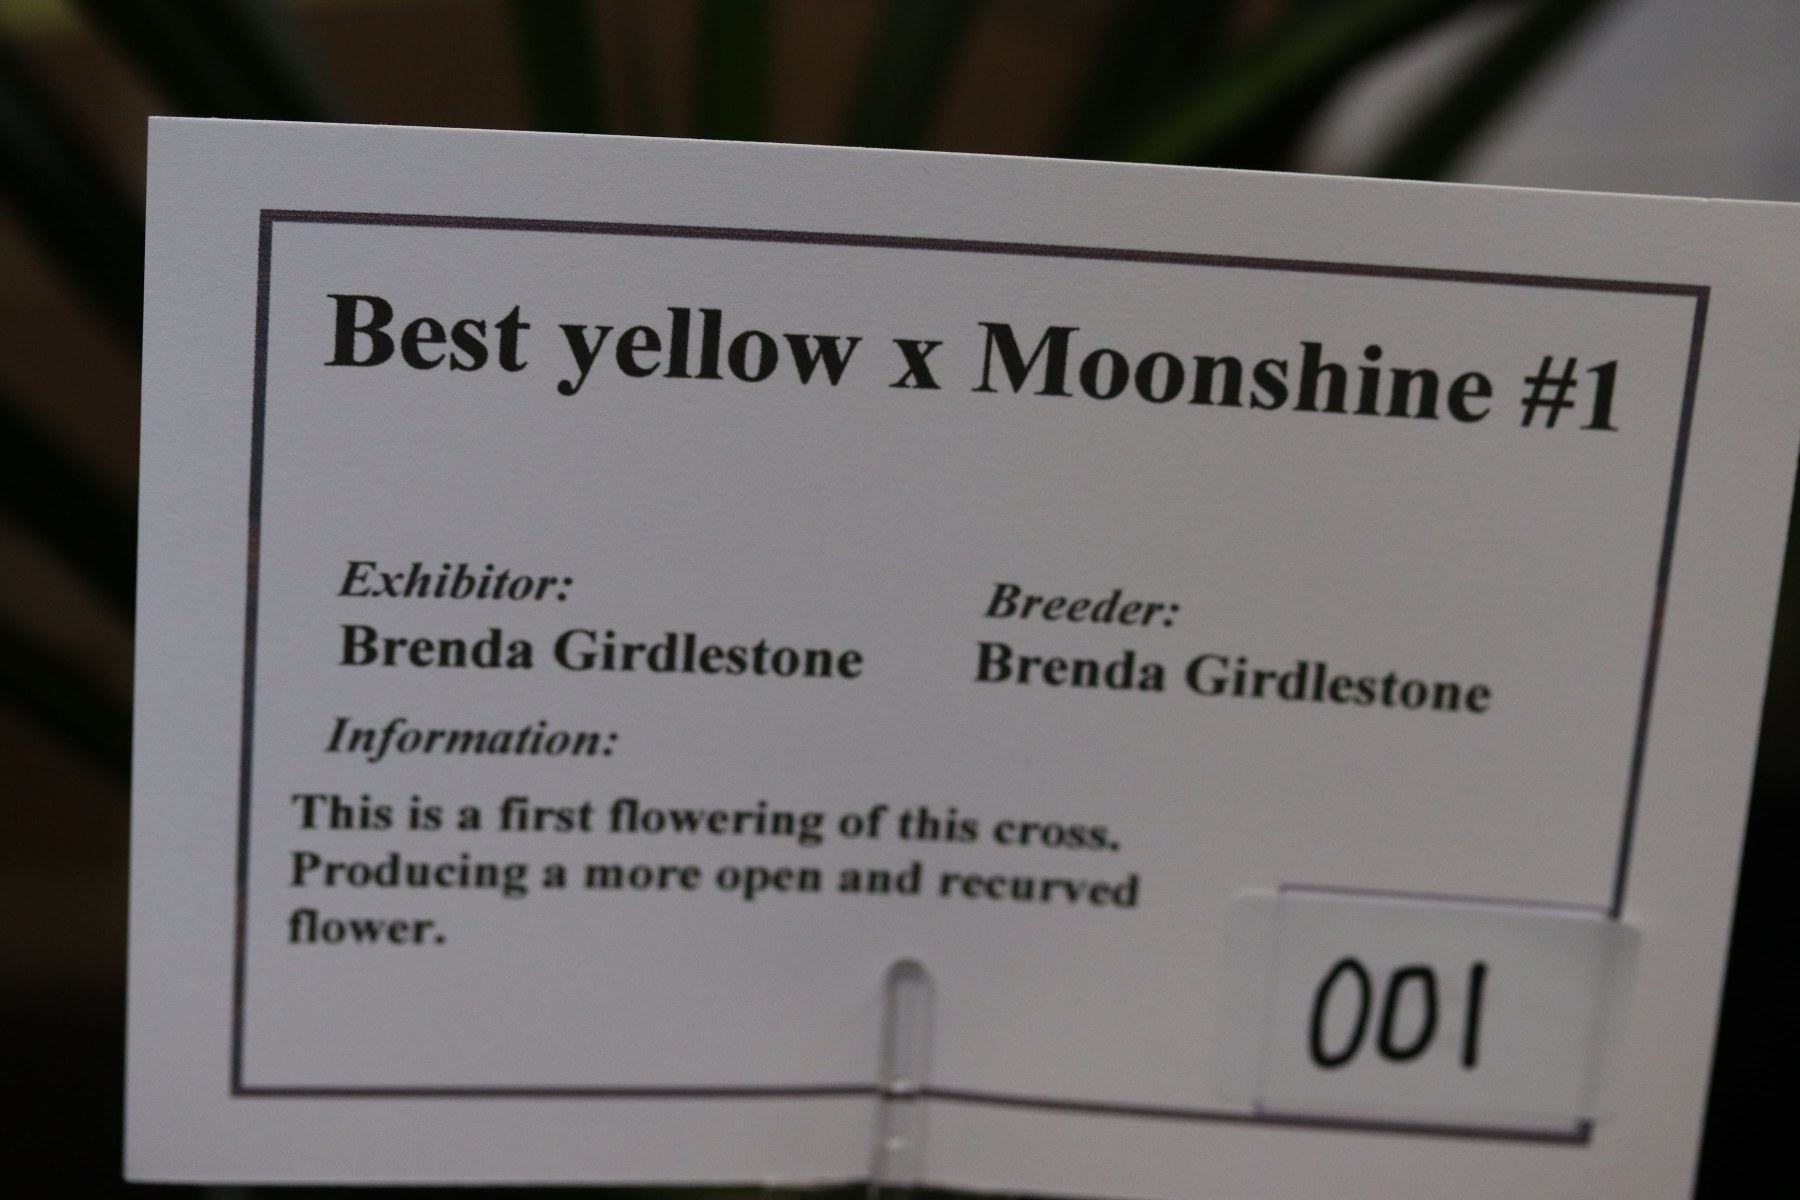 Best yellow x Moonshine #1
Exhibitor:
Brenda Girdlestone
Breeder:
Brenda Girdlestone
Information:
This is a first flowering of this cross.
Producing a more open and recurved
flower.
001